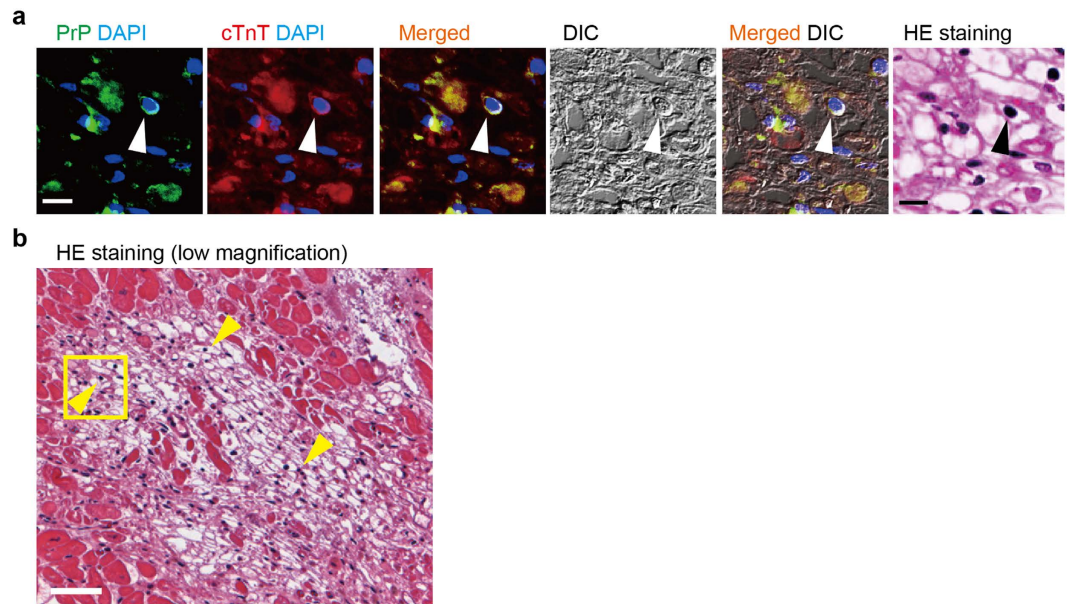 a
PrP DAPI
cTnT DAPI
Merged
DIC
Merged DIC
HE staining
b
HE staining (low magnification)